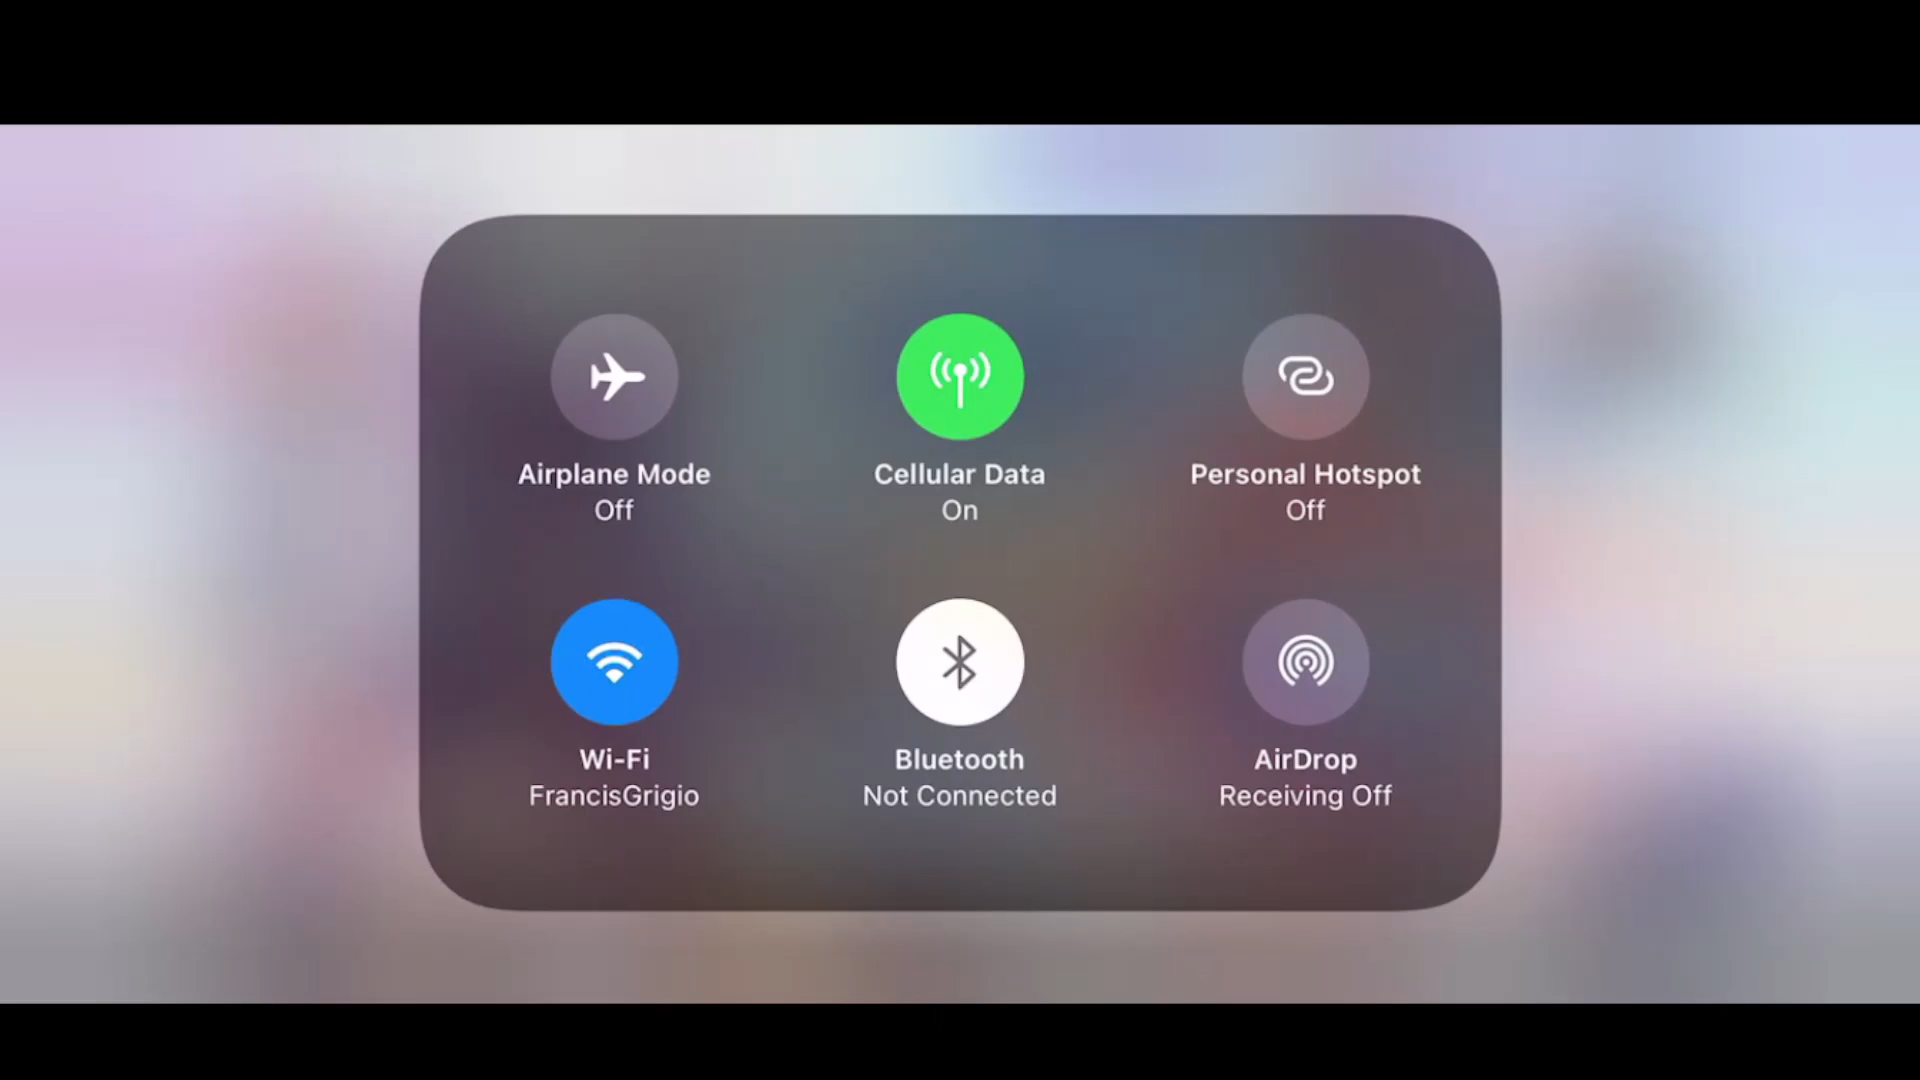 Airplane Mode
Off
Cellular Data
On
Personal Hotspot
Off
Wi-Fi
FrancisGrigio
Bluetooth
Not Connected
AirDrop
Receiving Off